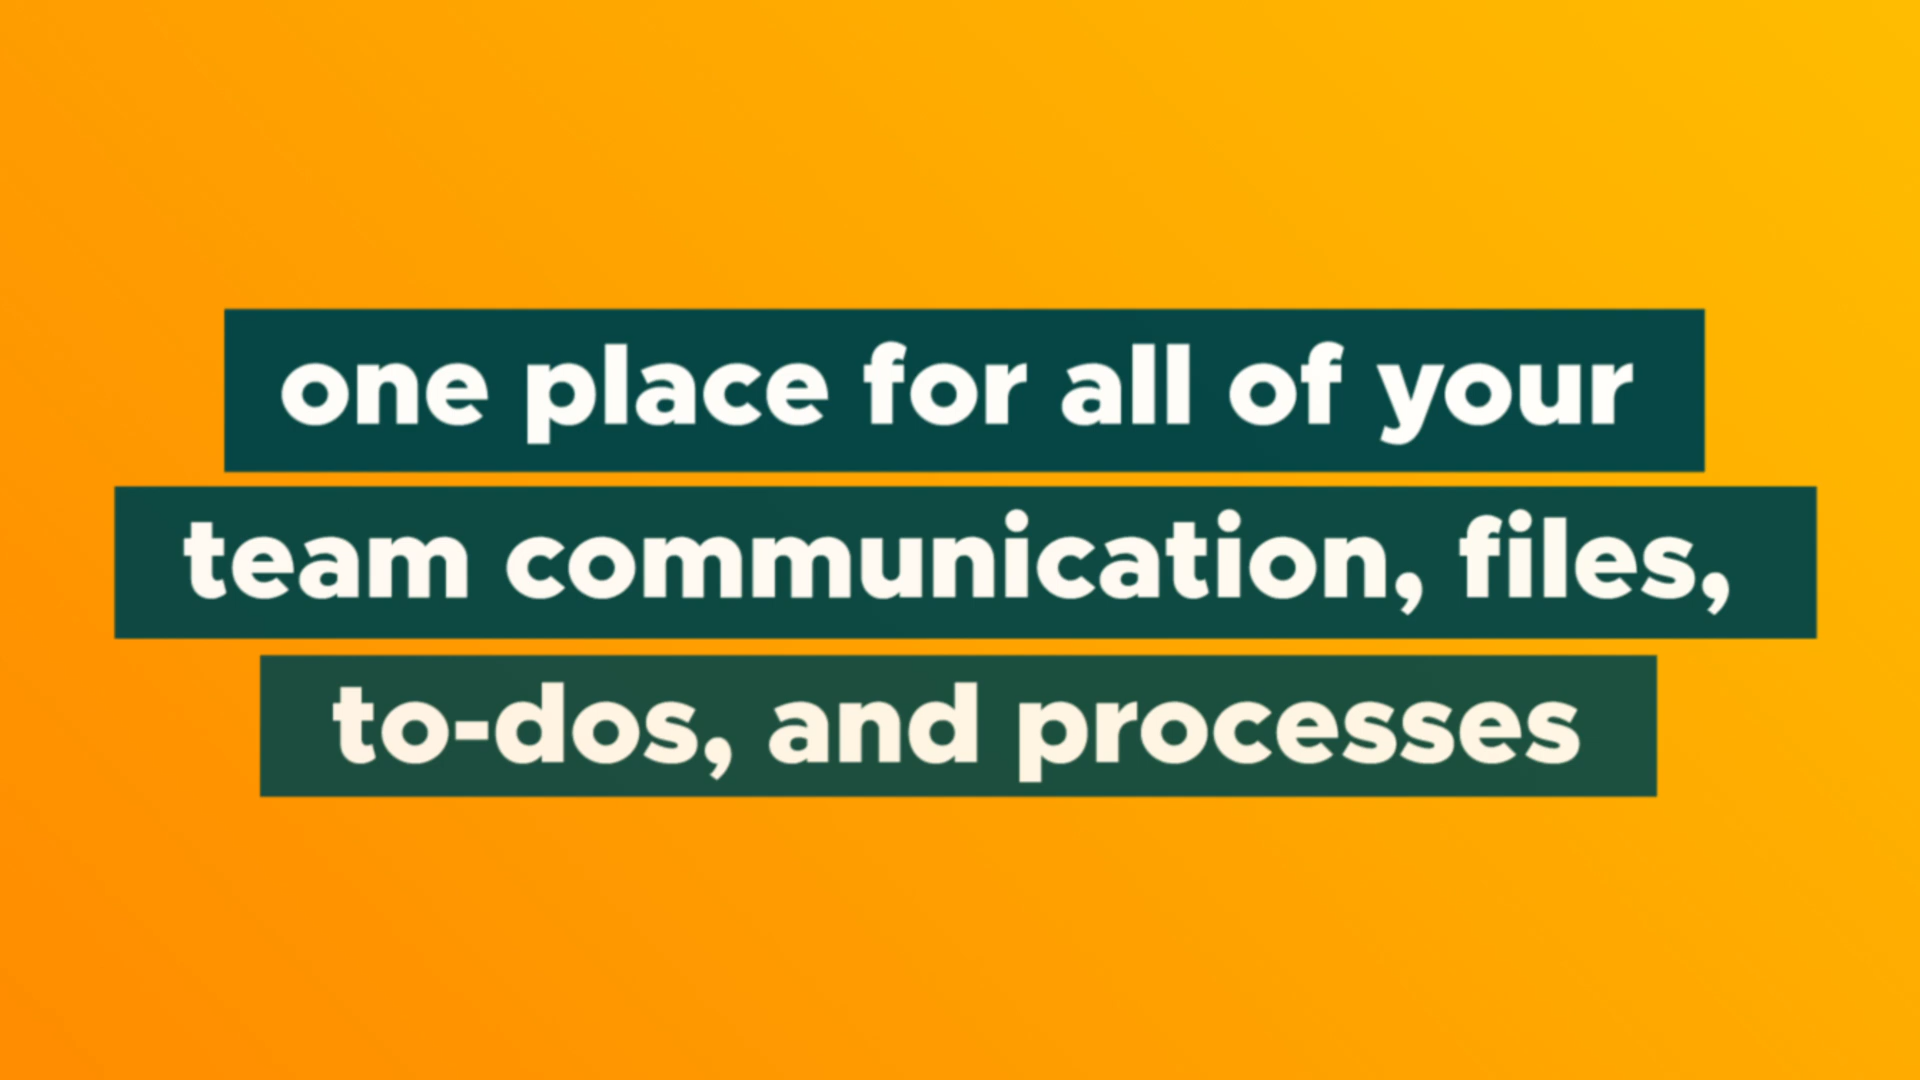 one place for all of your
team communication, files,
to-dos, and processes